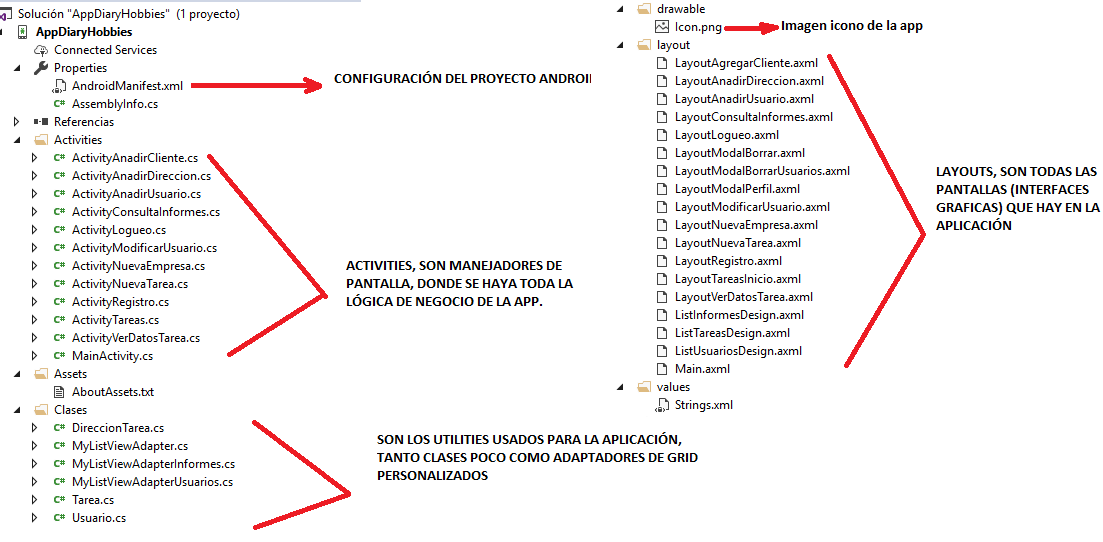 Solución "AppDiaryHobbies" (1 proyecto)
AppDiaryHobbies
Connected Services
Properties
AndroidManifest.xml
CONFIGURACIÓN DEL PROYECTO ANDROI
C# AssemblyInfo.cs
Referencias
Activities
C# ActivityAnadirCliente.cs
C# ActivityAnadirDireccion.cs
C# ActivityAnadirUsuario.cs
C# ActivityConsultaInformes.cs
C# ActivityLogueo.cs
C# ActivityModificarUsuario.cs
C# ActivityNuevaEmpresa.cs
C# ActivityNuevaTarea.cs
C# ActivityRegistro.cs
C# ActivityTareas.cs
C# ActivityVerDatosTarea.cs
C# MainActivity.cs
ACTIVITIES, SON MANEJADORES DE
PANTALLA, DONDE SE HAYA TODA LA
LÓGICA DE NEGOCIO DE LA APP.
Assets
AboutAssets.txt
Clases
C# DireccionTarea.cs
C# MyListViewAdapter.cs
C# MyListViewAdapterInformes.cs
C# MyListViewAdapterUsuarios.cs
C# Tarea.cs
C# Usuario.cs
SON LOS UTILITIES USADOS PARA LA APLICACIÓN,
TANTO CLASES POCO COMO ADAPTADORES DE GRID
PERSONALIZADOS
drawable
Icon.png
Imagen icono de la app
layout
LayoutAgregarCliente.axml
LayoutAnadirDireccion.axml
LayoutAnadirUsuario.axml
LayoutConsultaInformes.axml
LayoutLogueo.axml
LayoutModalBorrar.axml
LayoutModalBorrarUsuarios.axml
LayoutModalPerfil.axml
LayoutModificarUsuario.axml
LayoutNuevaEmpresa.axml
LayoutNuevaTarea.axml
LayoutRegistro.axml
LayoutTareasInicio.axml
LayoutVerDatosTarea.axml
ListInformesDesign.axml
ListTareasDesign.axml
ListUsuariosDesign.axml
Main.axml
LAYOUTS, SON TODAS LAS
PANTALLAS (INTERFACES
GRAFICAS) QUE HAY EN LA
APLICACIÓN
values
Strings.xml